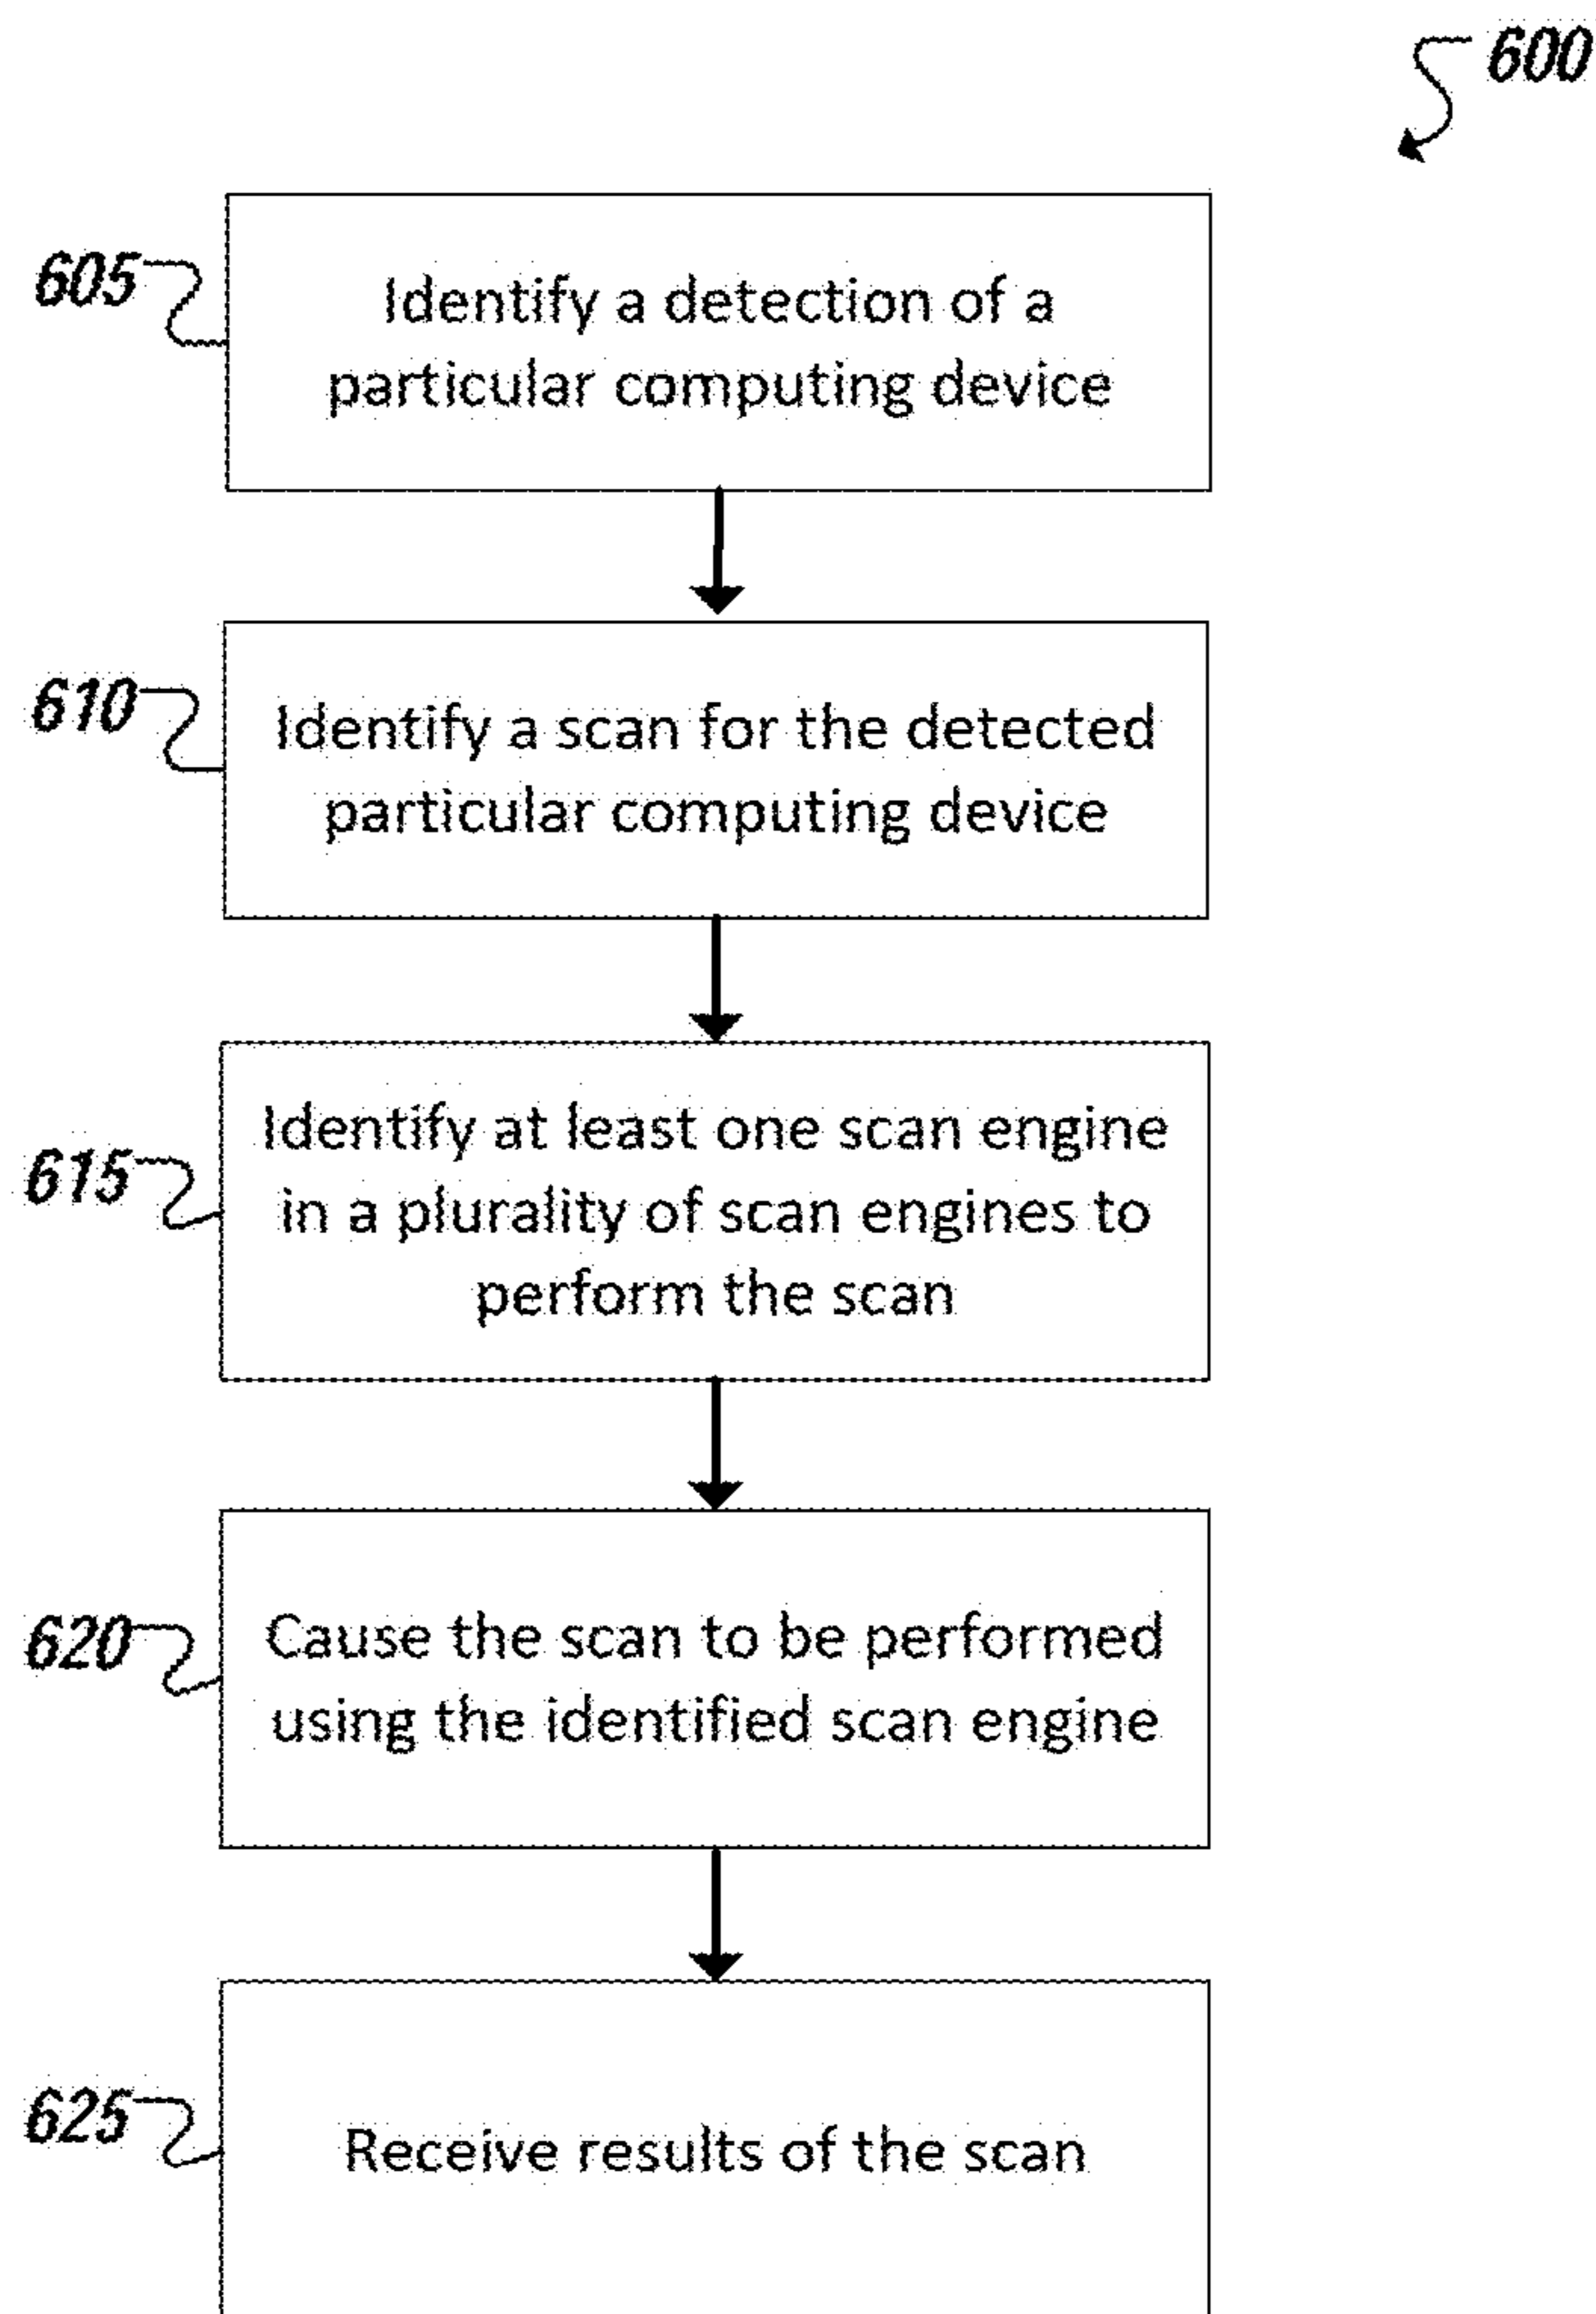 600
605
Identify a detection of a
particular computing device
610
Identify a scan for the detected
particular computing device
615
Identify at least one scan engine
in a plurality of scan engines to
perform the scan
620
Cause the scan to be performed
using the identified scan engine
625
Receive results of the scan